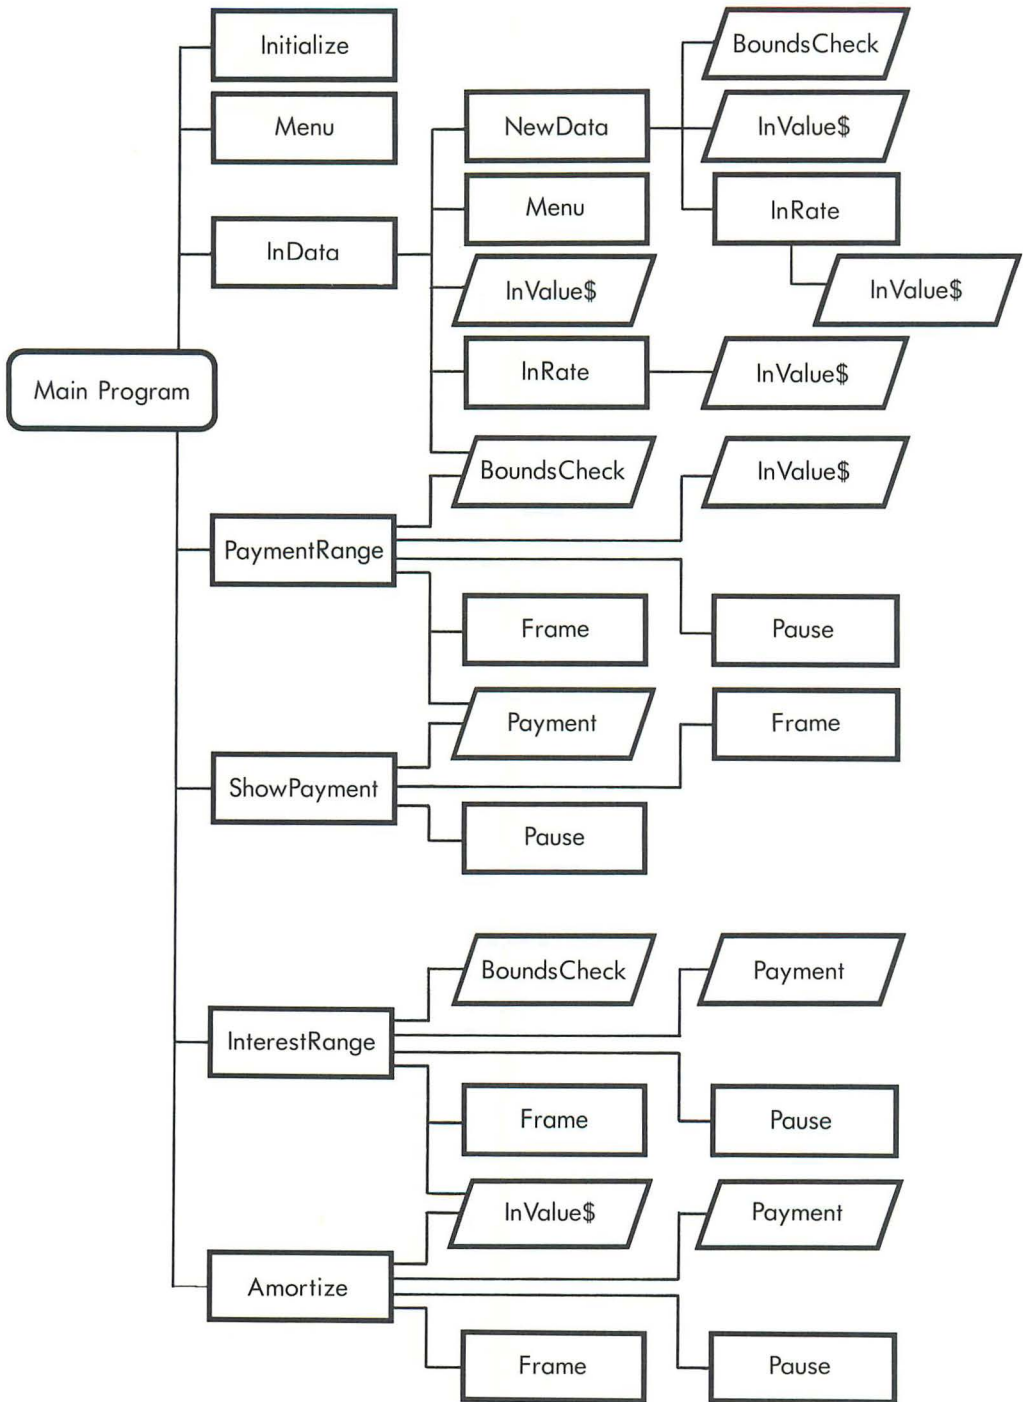 Initialize
BoundsCheck
Menu
NewData
InValue$
Menu
InRate
InData
InValue$
InValue$
Main Program
InRate
InValue$
BoundsCheck
InValue$
PaymentRange
Frame
Pause
Payment
Frame
ShowPayment
Pause
BoundsCheck
Payment
InterestRange
Frame
Pause
InValue$
Payment
Amortize
Frame
Pause